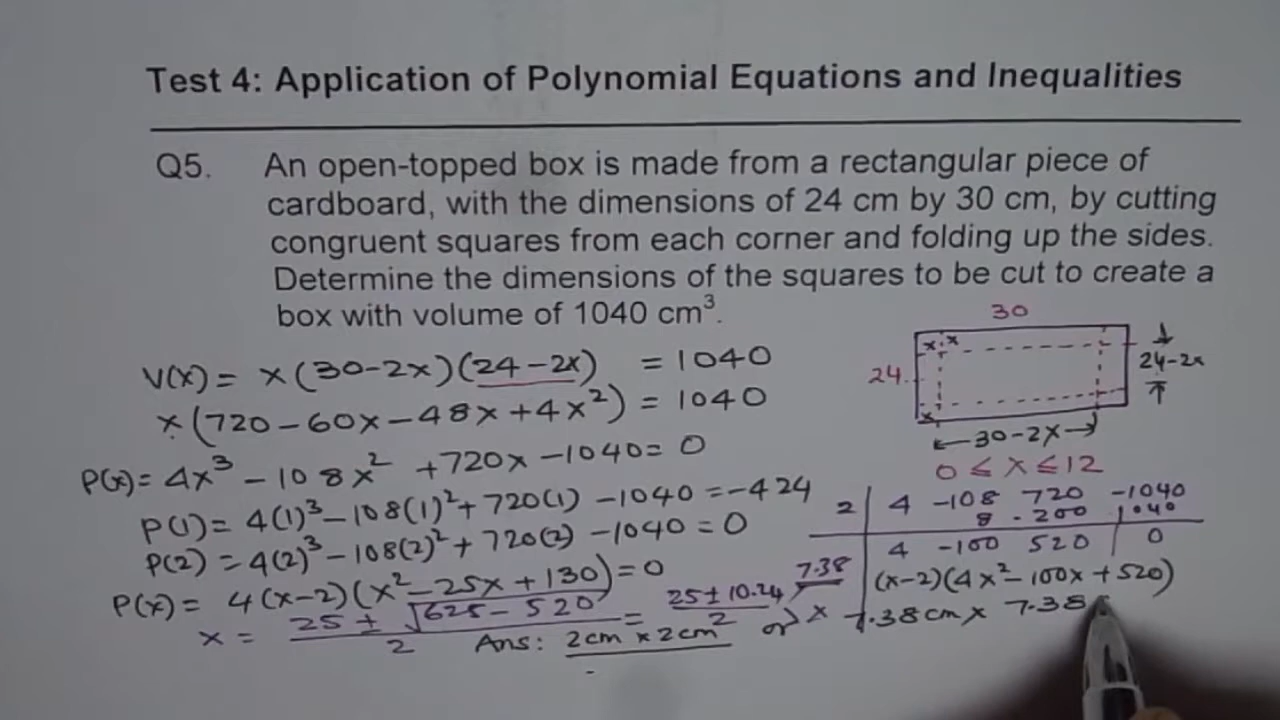 Test 4: Application of Polynomial Equations and Inequalities
Q5. An open-topped box is made from a rectangular piece of
cardboard, with the dimensions of 24 cm by 30 cm, by cutting
congruent squares from each corner and folding up the sides.
Determine the dimensions of the squares to be cut to create a
box with volume of 1040 cm³.
V(x) = x(30-2x)(24-2x) = 1040
x(720-60x-48x+4x²) = 1040
P(x) = 4x³ - 108x² + 720x - 1040 = 0
P(1) = 4(1)³ - 108(1)² + 720(1) - 1040 = -424
P(2) = 4(2)³ - 108(2)² + 720(2) - 1040 = 0
P(x) = 4(x-2)(x² - 25x + 130) = 0
x = 25 ± √625 - 520 / 2 = 25 ± 10.24 / 2 7.38
Ans: 2cm x 2cm or x 7.38cm x 7.38
30
x x
24
x
24-2x
30-2x
0 ≤ x ≤ 12
2 4 -108 720 -1040
8 -200 1040
4 -100 520 0
(x-2)(4x² - 100x + 520)